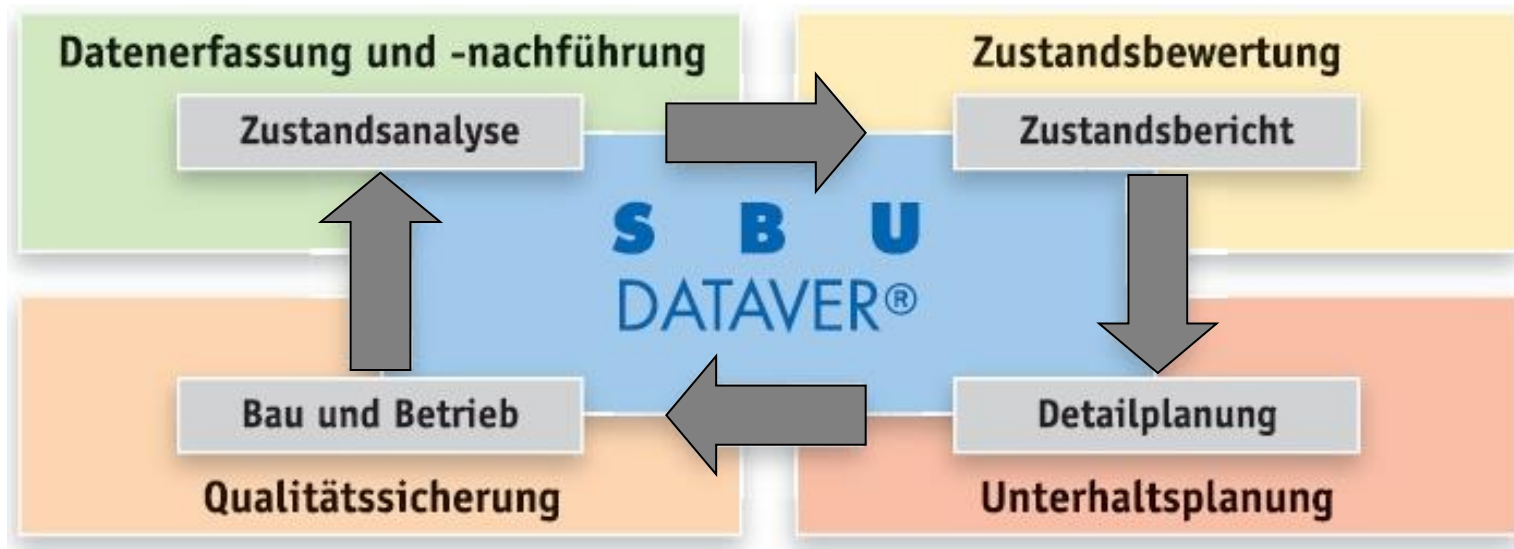 Datenerfassung und -nachführung
Zustandsanalyse
Zustandsbewertung
Zustandsbericht
S B U
DATAVER®
Bau und Betrieb
Qualitätssicherung
Detailplanung
Unterhaltsplanung